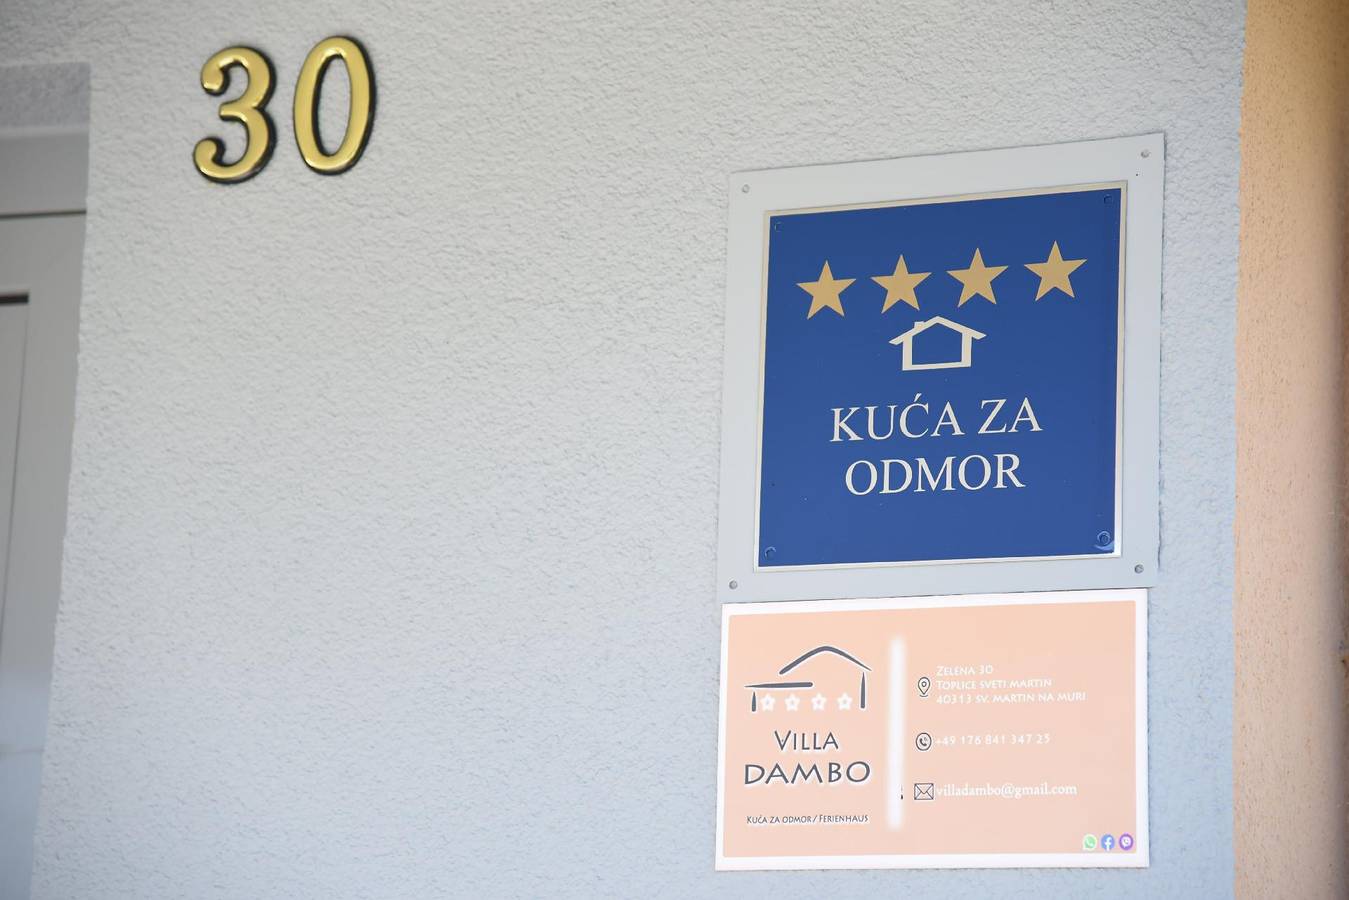 30
KUĆA ZA
ODMOR
VILLA
DAMBO
KUĆA ZA ODMOR/FERIENHAUS
ZELENA 30
TOPLICE SVETI MARTIN
40313 SV. MARTIN NA MURI
+49 176 841 347 25
villadambo@gmail.com